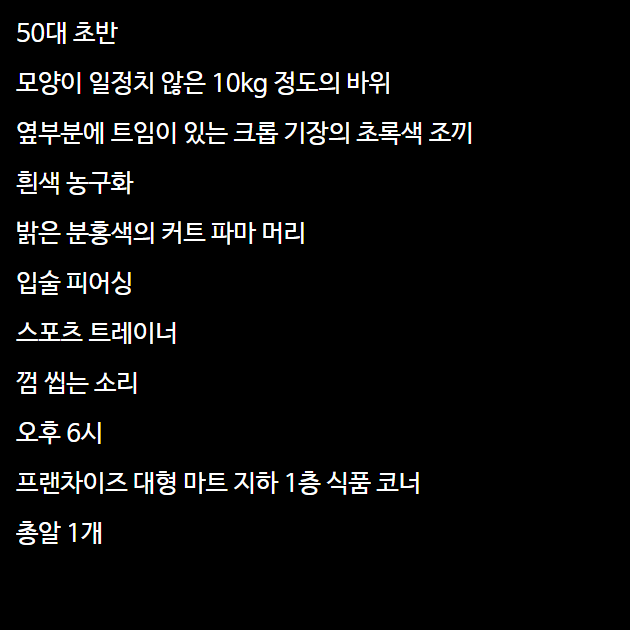 50대 초반
모양이 일정치 않은 10kg 정도의 바위
옆부분에 트임이 있는 크롭 기장의 초록색 조끼
흰색 농구화
밝은 분홍색의 커트 파마 머리
입술 피어싱
스포츠 트레이너
껌 씹는 소리
오후 6시
프랜차이즈 대형 마트 지하 1층 식품 코너
총알 1개